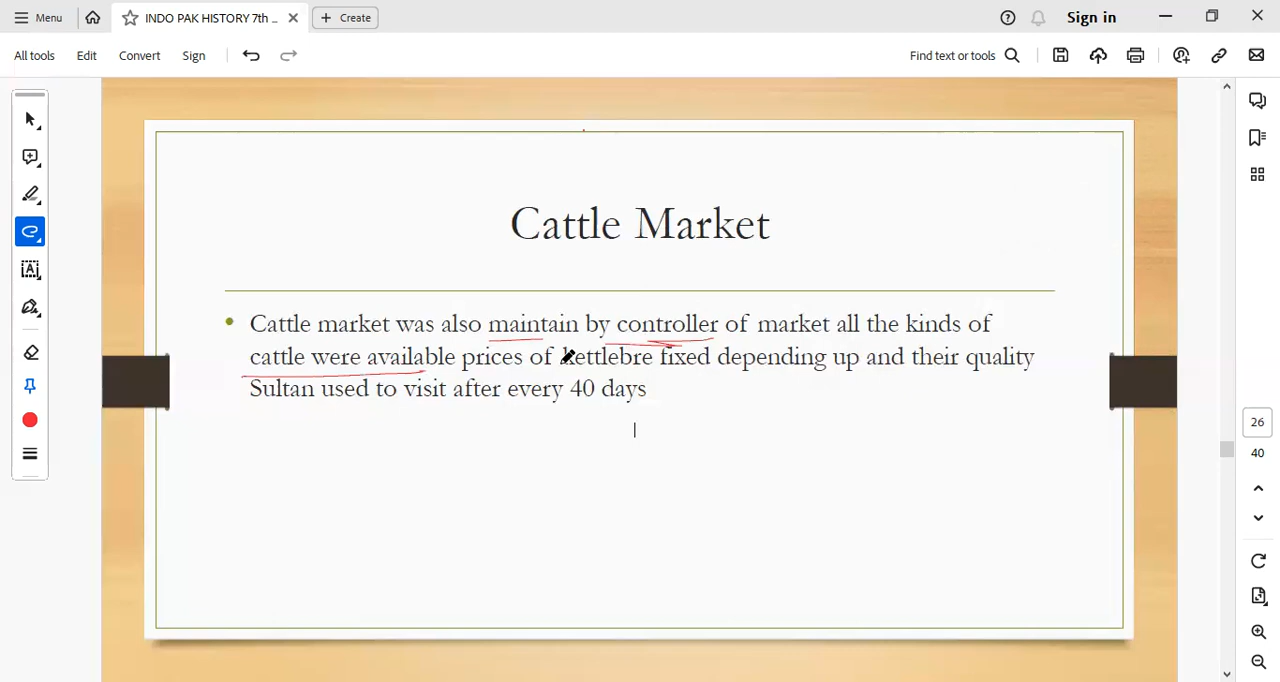 Menu
INDO PAK HISTORY 7th ...
Create
Sign in
All tools Edit Convert Sign
Find text or tools
Cattle Market
Cattle market was also maintain by controller of market all the kinds of
cattle were available prices of kettlebre fixed depending up and their quality
Sultan used to visit after every 40 days
26
40